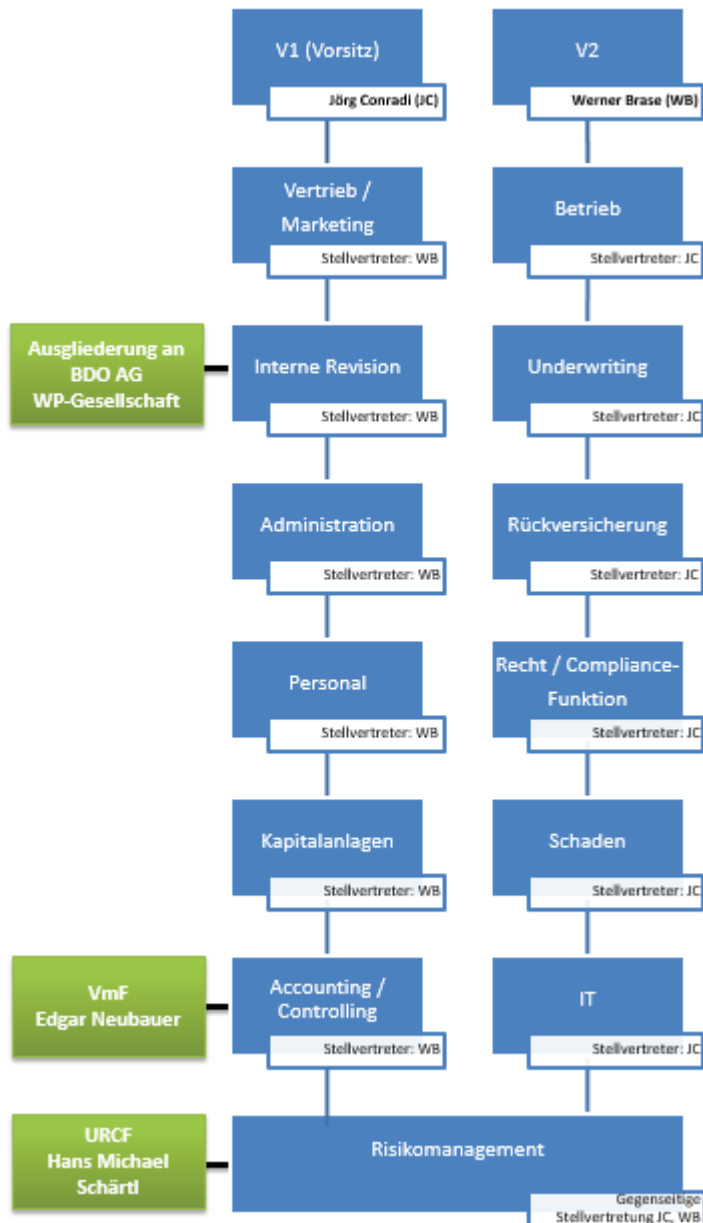 V1 (Vorsitz)
Jörg Conradi (JC)
V2
Werner Brase (WB)
Vertrieb /
Marketing
Stellvertreter: WB
Betrieb
Stellvertreter: JC
Ausgliederung an
BDO AG
WP-Gesellschaft
Interne Revision
Stellvertreter: WB
Underwriting
Stellvertreter: JC
Administration
Stellvertreter: WB
Rückversicherung
Stellvertreter: JC
Personal
Stellvertreter: WB
Recht / Compliance-
Funktion
Stellvertreter: JC
Kapitalanlagen
Stellvertreter: WB
Schaden
Stellvertreter: JC
VmF
Edgar Neubauer
Accounting /
Controlling
Stellvertreter: WB
IT
Stellvertreter: JC
URCF
Hans Michael
Schärtl
Risikomanagement
Gegenseitige
Stellvertretung JC, WB